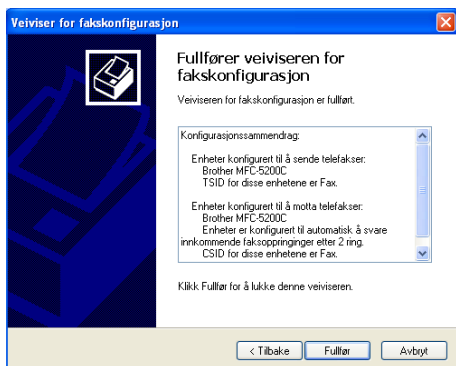 Veiviser for fakskonfigurasjon
Fullfører veiviseren for
fakskonfigurasjon
Veiviseren for fakskonfigurasjon er fullført.
Konfigurasjonssammendrag:
Enheter konfigurert til å sende telefakser:
Brother MFC-5200C
TSID for disse enhetene er Fax.
Enheter konfigurert til å motta telefakser:
Brother MFC-5200C
Enheter er konfigurert til automatisk å svare
innkommende faksoppringinger etter 2 ring.
CSID for disse enhetene er Fax.
Klikk Fullfør for å lukke denne veiviseren.
< Tilbake Fullfør Avbryt